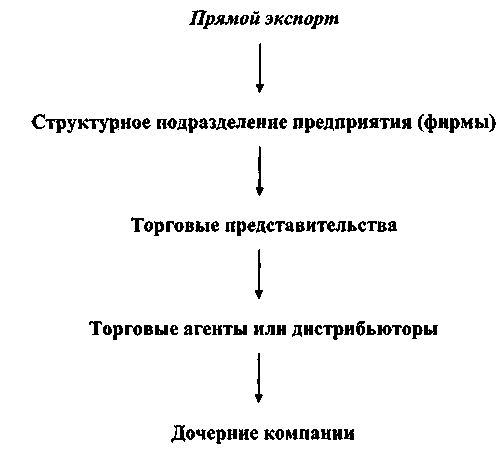 Прямой экспорт
Структурное подразделение предприятия (фирмы)
Торговые представительства
Торговые агенты или дистрибьюторы
Дочерние компании